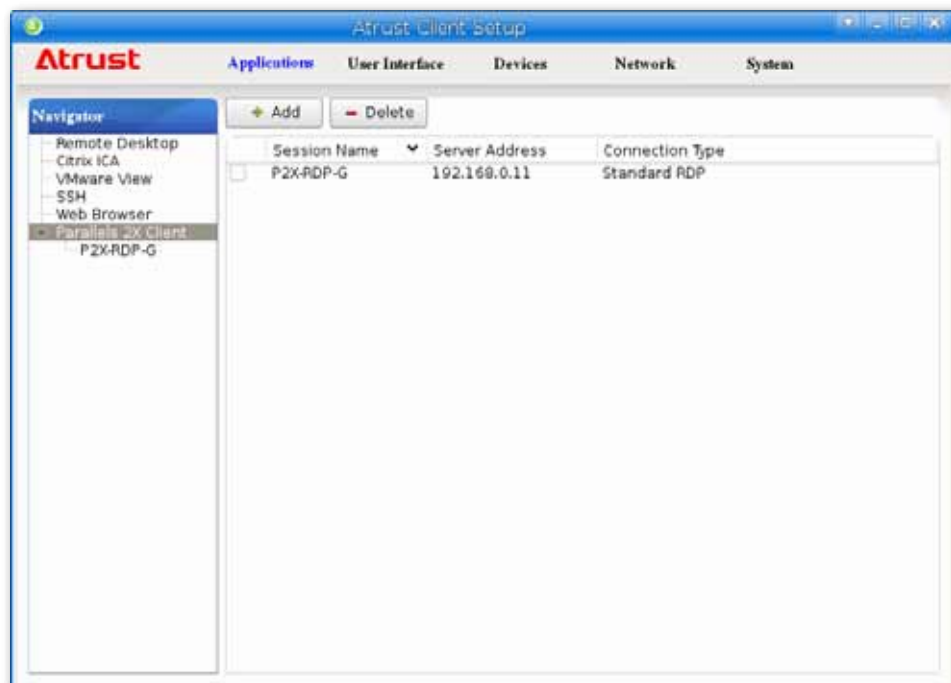 Atrust Client Setup
Atrust
Applications User Interface Devices Network System
Navigator
Remote Desktop
Citrix ICA
VMware View
SSH
Web Browser
Parallels 2X Client
P2X-RDP-G
Add Delete
Session Name Server Address Connection Type
P2X-RDP-G 192.168.0.11 Standard RDP